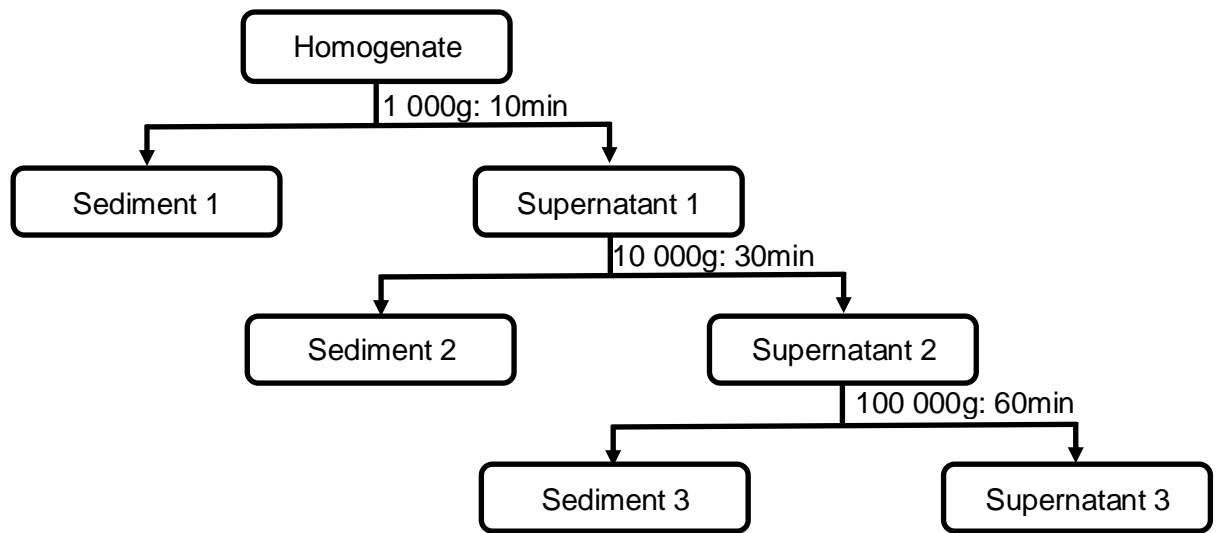 Homogenate
1 000g: 10min
Sediment 1
Supernatant 1
10 000g: 30min
Sediment 2
Supernatant 2
100 000g: 60min
Sediment 3
Supernatant 3